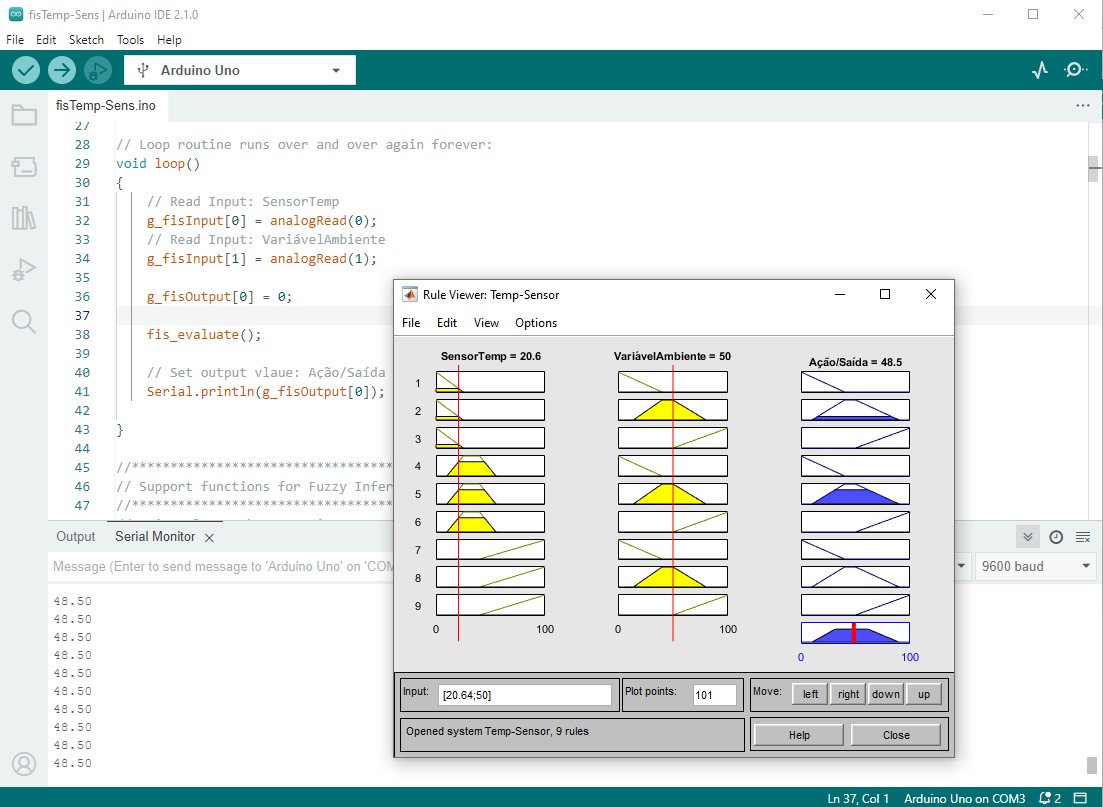 fisTemp-Sens | Arduino IDE 2.1.0
File Edit Sketch Tools Help
Arduino Uno
fisTemp-Sens.ino
27
28 // Loop routine runs over and over again forever:
29 void loop()
30 {
31 // Read Input: SensorTemp
32 g_fisInput[0] = analogRead(0);
33 // Read Input: VariávelAmbiente
34 g_fisInput[1] = analogRead(1);
35
36 g_fisOutput[0] = 0;
37
38 fis_evaluate();
39
40 // Set output vlaue: Ação/Saída
41 Serial.println(g_fisOutput[0]);
42
43 }
44
45 //**********************************
46 // Support functions for Fuzzy Infer
47 //**********************************
Rule Viewer: Temp-Sensor
File Edit View Options
SensorTemp = 20.6 VariávelAmbiente = 50 Ação/Saída = 48.5
1
2
3
4
5
6
7
8
9
0 100 0 100
0 100
Input: [20.64;50] Plot points: 101 Move: left right down up
Opened system Temp-Sensor, 9 rules Help Close
Output Serial Monitor
Message (Enter to send message to 'Arduino Uno' on 'COM 9600 baud
48.50
48.50
48.50
48.50
48.50
48.50
48.50
48.50
48.50
48.50
Ln 37, Col 1 Arduino Uno on COM3 2